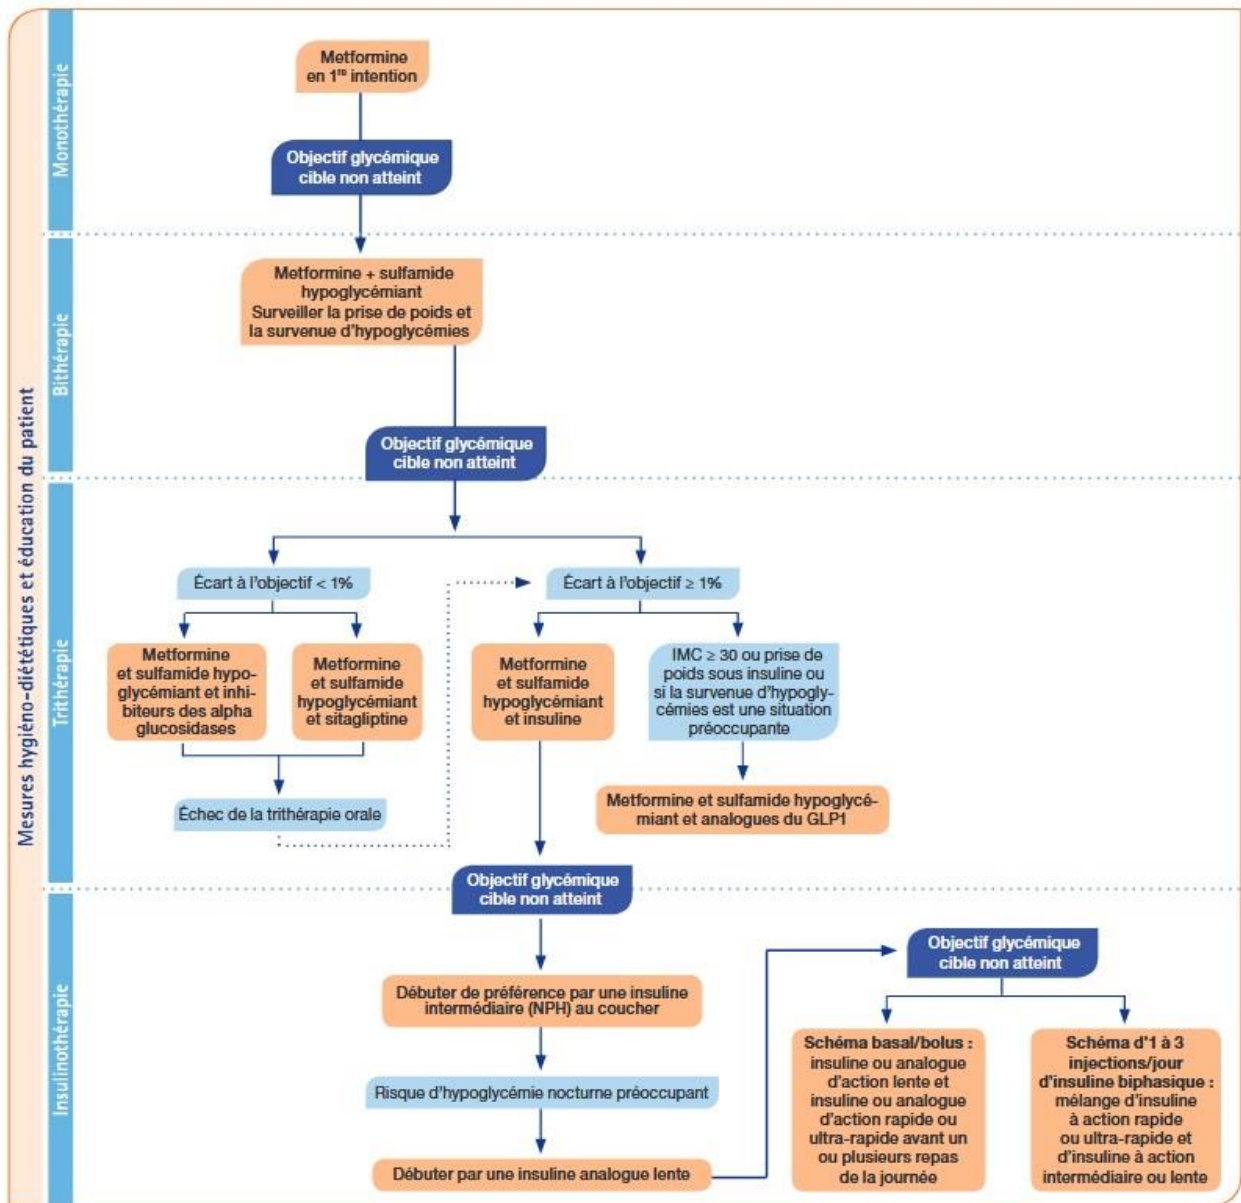 Mesures hygiéno-diététiques et éducation du patient
Monothérapie
Metformine
en 1re intention
Objectif glycémique
cible non atteint
Bithérapie
Metformine + sulfamide
hypoglycémiant
Surveiller la prise de poids et
la survenue d'hypoglycémies
Objectif glycémique
cible non atteint
Trithérapie
Écart à l'objectif < 1%
Écart à l'objectif ≥ 1%
Metformine
et sulfamide hypo-
glycémiant et inhi-
biteurs des alpha
glucosidases
Metformine
et sulfamide
hypoglycémiant
et sitagliptine
Metformine
et sulfamide
hypoglycémiant
et insuline
IMC ≥ 30 ou prise de
poids sous insuline ou
si la survenue d'hypogly-
cémies est une situation
préoccupante
Échec de la trithérapie orale
Metformine et sulfamide hypoglycé-
miant et analogues du GLP1
Objectif glycémique
cible non atteint
Insulinothérapie
Débuter de préférence par une insuline
intermédiaire (NPH) au coucher
Risque d'hypoglycémie nocturne préoccupant
Débuter par une insuline analogue lente
Objectif glycémique
cible non atteint
Schéma basal/bolus :
insuline ou analogue
d'action lente et
insuline ou analogue
d'action rapide ou
ultra-rapide avant un
ou plusieurs repas
de la journée
Schéma d'1 à 3
injections/jour
d'insuline biphasique :
mélange d'insuline
à action rapide
ou ultra-rapide et
d'insuline à action
intermédiaire ou lente